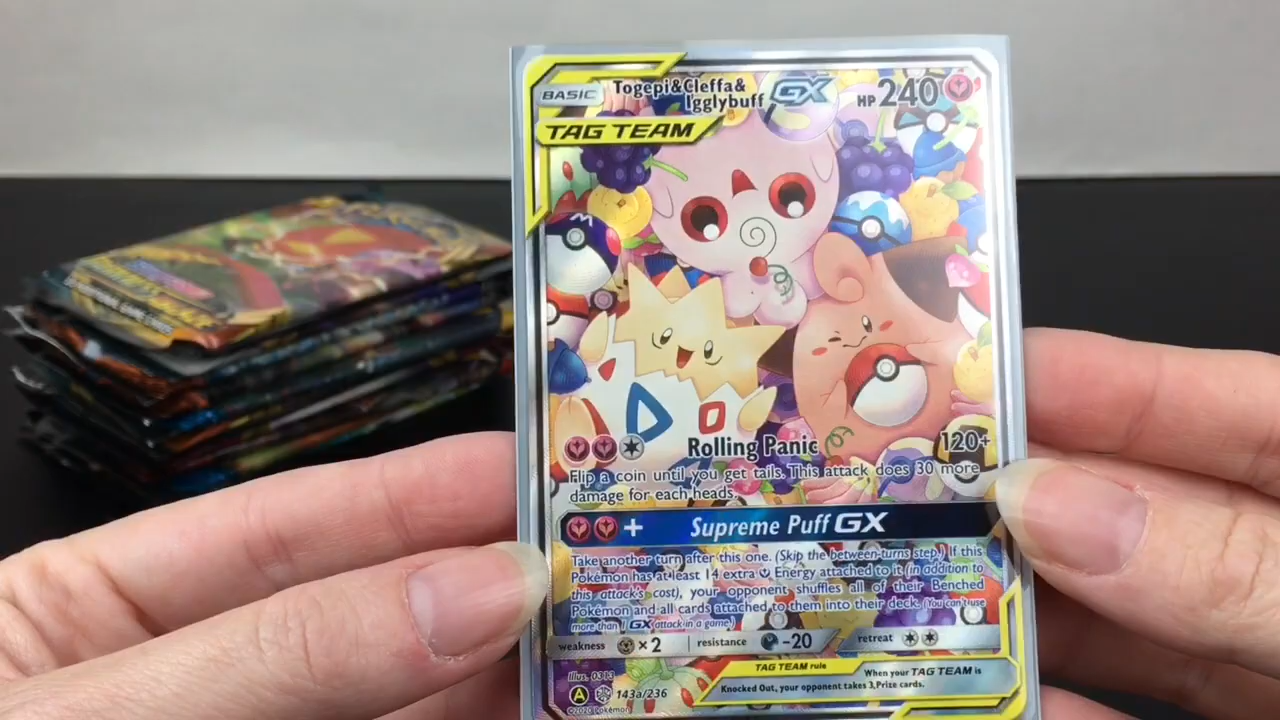 BASIC
Togepi&Cleffa&
Igglybuff GX
HP 240
TAG TEAM
M
Rolling Panic
120+
Flip a coin until you get tails. This attack does 30 more
damage for each heads.
+ Supreme Puff GX
Take another turn after this one. (Skip the between-turns step.) If this
Pokémon has at least 14 extra Energy attached to it (in addition to
this attack's cost), your opponent shuffles all of their Benched
Pokémon and all cards attached to them into their deck. (You can't use
more than 1 GX attack in a game.)
weakness × 2 resistance -20 retreat
TAG TEAM rule When your TAG TEAM is
Knocked Out, your opponent takes 3 Prize cards.
Illus. 0313
A 143a/236
©2020 Pokémon